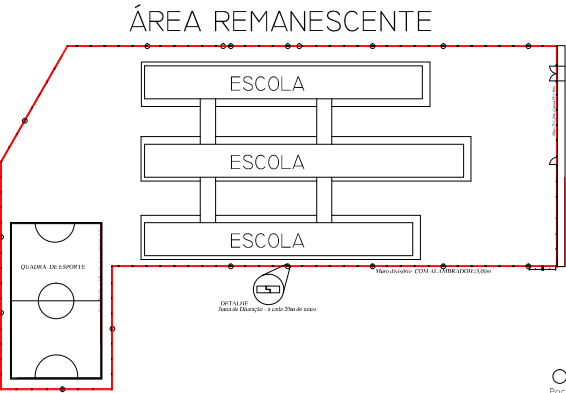 ÁREA REMANESCENTE
ESCOLA
ESCOLA
ESCOLA
QUADRA DE ESPORTE
Muro divisório COM ALAMBRADO H=3,00m
DETALHE
Junta de Dilatação - a cada 20m de muro